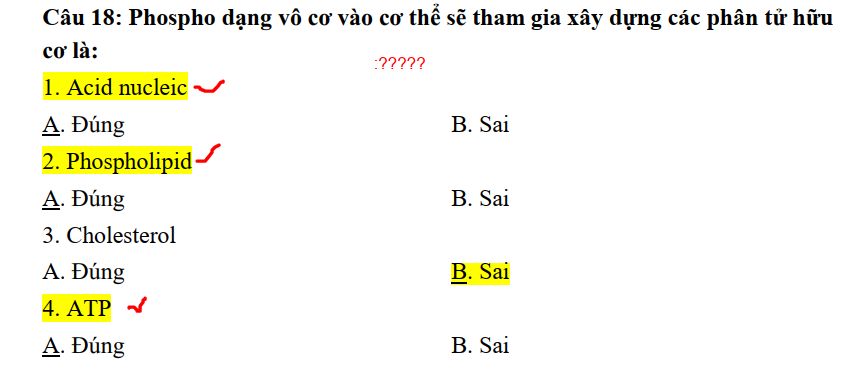 Câu 18: Phospho dạng vô cơ vào cơ thể sẽ tham gia xây dựng các phân tử hữu
cơ là:
:?????
1. Acid nucleic
A. Đúng B. Sai
2. Phospholipid
A. Đúng B. Sai
3. Cholesterol
A. Đúng B. Sai
4. ATP
A. Đúng B. Sai